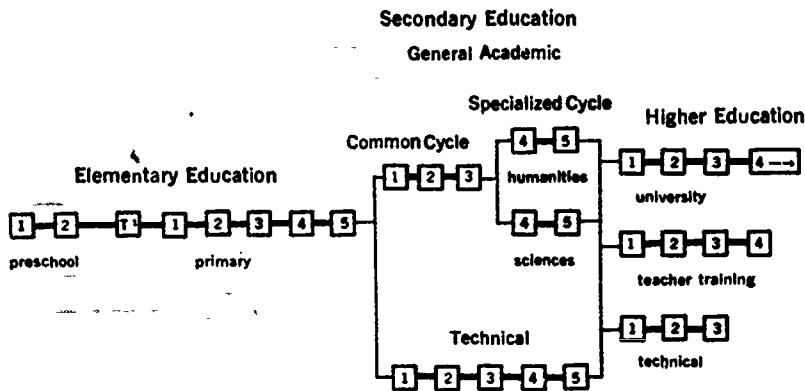 Secondary Education
General Academic
Specialized Cycle
Higher Education
4 5
Common Cycle
1 2 3 4
1 2 3
humanities
Elementary Education
university
1 2 T 1 2 3 4 5
4 5
1 2 3 4
preschool
primary
sciences
teacher training
Technical
1 2 3
technical
1 2 3 4 5